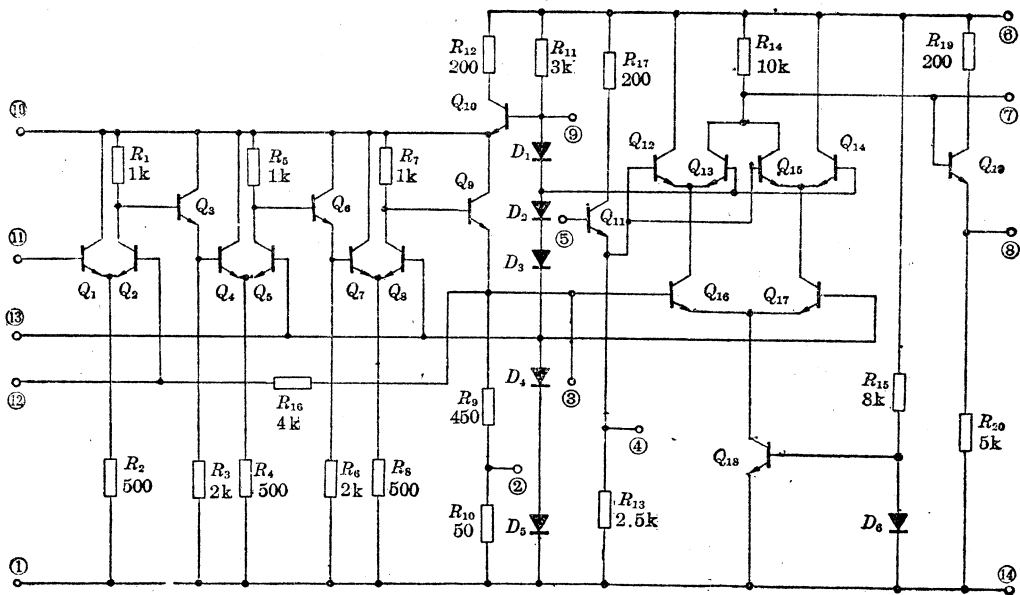 R12
200
R11
3k
R17
200
R14
10k
R19
200
⑥
⑩
Q10
⑨
⑦
R1
1k
R5
1k
R7
1k
D1
Q12
Q13
Q15
Q14
Q19
Q3
Q6
Q9
D2
⑤
Q11
⑧
⑪
D3
Q1
Q2
Q4
Q5
Q7
Q8
Q16
Q17
⑬
⑫
R16
4k
R9
450
D4
③
R15
8k
④
R20
5k
R2
500
R3
2k
R4
500
R6
2k
R8
500
②
Q18
R10
50
D5
R13
2.5k
D6
①
⑭